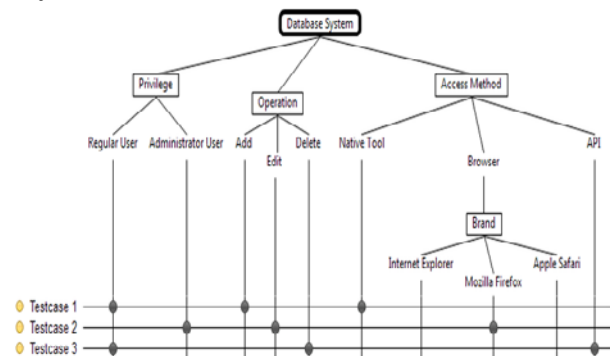 Database System
Privilege
Operation
Access Method
Regular User
Administrator User
Add
Edit
Delete
Native Tool
Browser
API
Brand
Internet Explorer
Mozilla Firefox
Apple Safari
Testcase 1
Testcase 2
Testcase 3